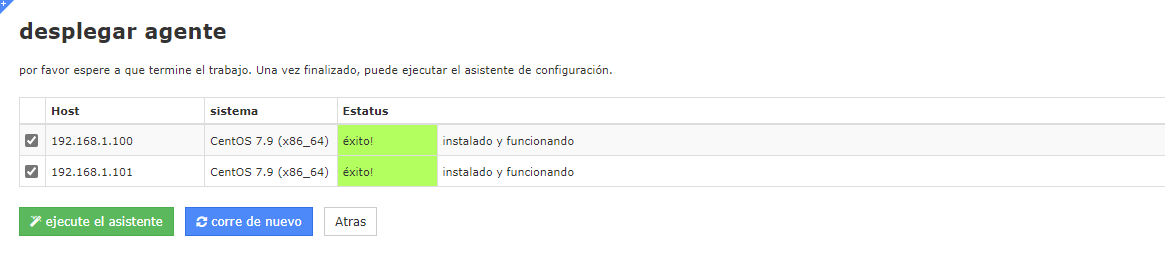 desplegar agente
por favor espere a que termine el trabajo. Una vez finalizado, puede ejecutar el asistente de configuración.
Host sistema Estatus
192.168.1.100 CentOS 7.9 (x86_64) éxito! instalado y funcionando
192.168.1.101 CentOS 7.9 (x86_64) éxito! instalado y funcionando
ejecute el asistente corre de nuevo Atras